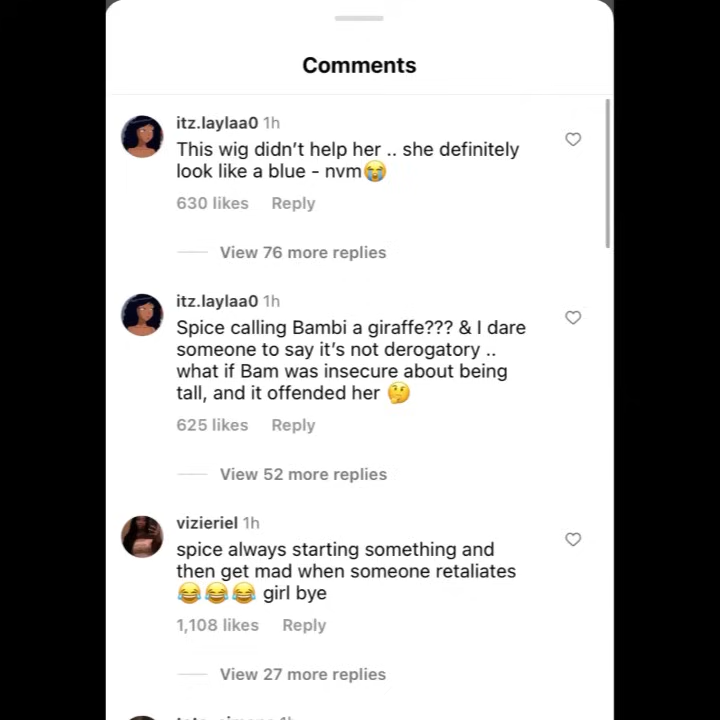 Comments
itz.laylaa0 1h
This wig didn’t help her .. she definitely
look like a blue - nvm😭
630 likes Reply
View 76 more replies
itz.laylaa0 1h
Spice calling Bambi a giraffe??? & I dare
someone to say it’s not derogatory ..
what if Bam was insecure about being
tall, and it offended her 🤔
625 likes Reply
View 52 more replies
vizieriel 1h
spice always starting something and
then get mad when someone retaliates
😂😂😂 girl bye
1,108 likes Reply
View 27 more replies